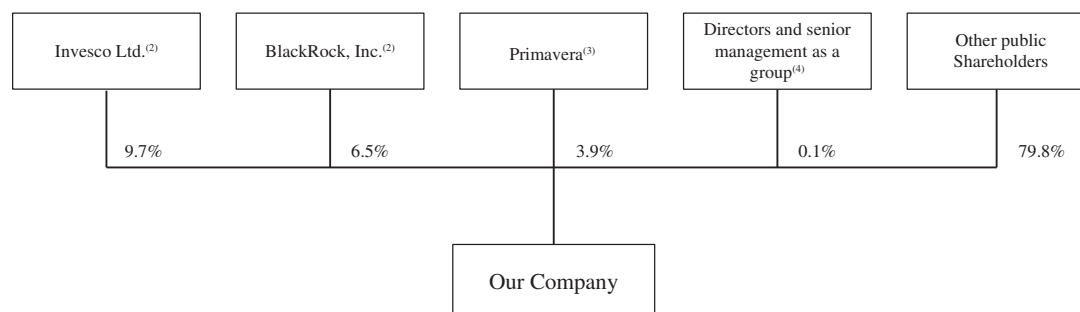 Invesco Ltd.(2)
BlackRock, Inc.(2)
Primavera(3)
Directors and senior
management as a
group(4)
Other public
Shareholders
9.7%
6.5%
3.9%
0.1%
79.8%
Our Company